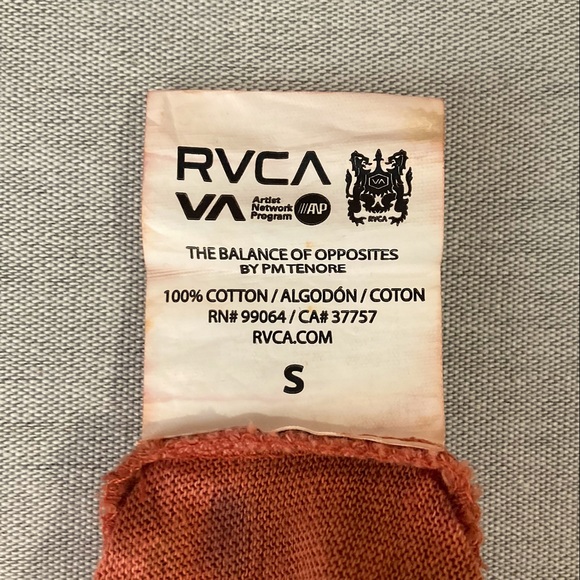 RVCA
VA Artist
Network
Program /ANP
VA
RVCA
THE BALANCE OF OPPOSITES
BY PM TENORE
100% COTTON / ALGODÓN / COTON
RN# 99064 / CA# 37757
RVCA.COM
S